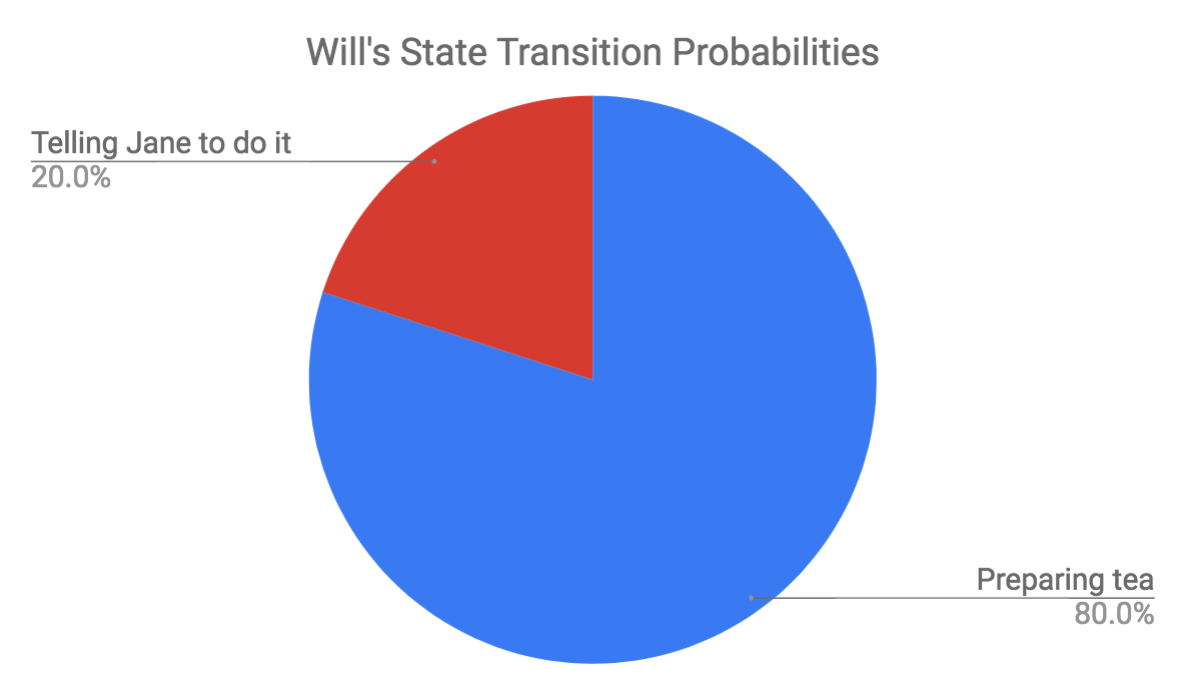 Will's State Transition Probabilities
Telling Jane to do it
20.0%
Preparing tea
80.0%